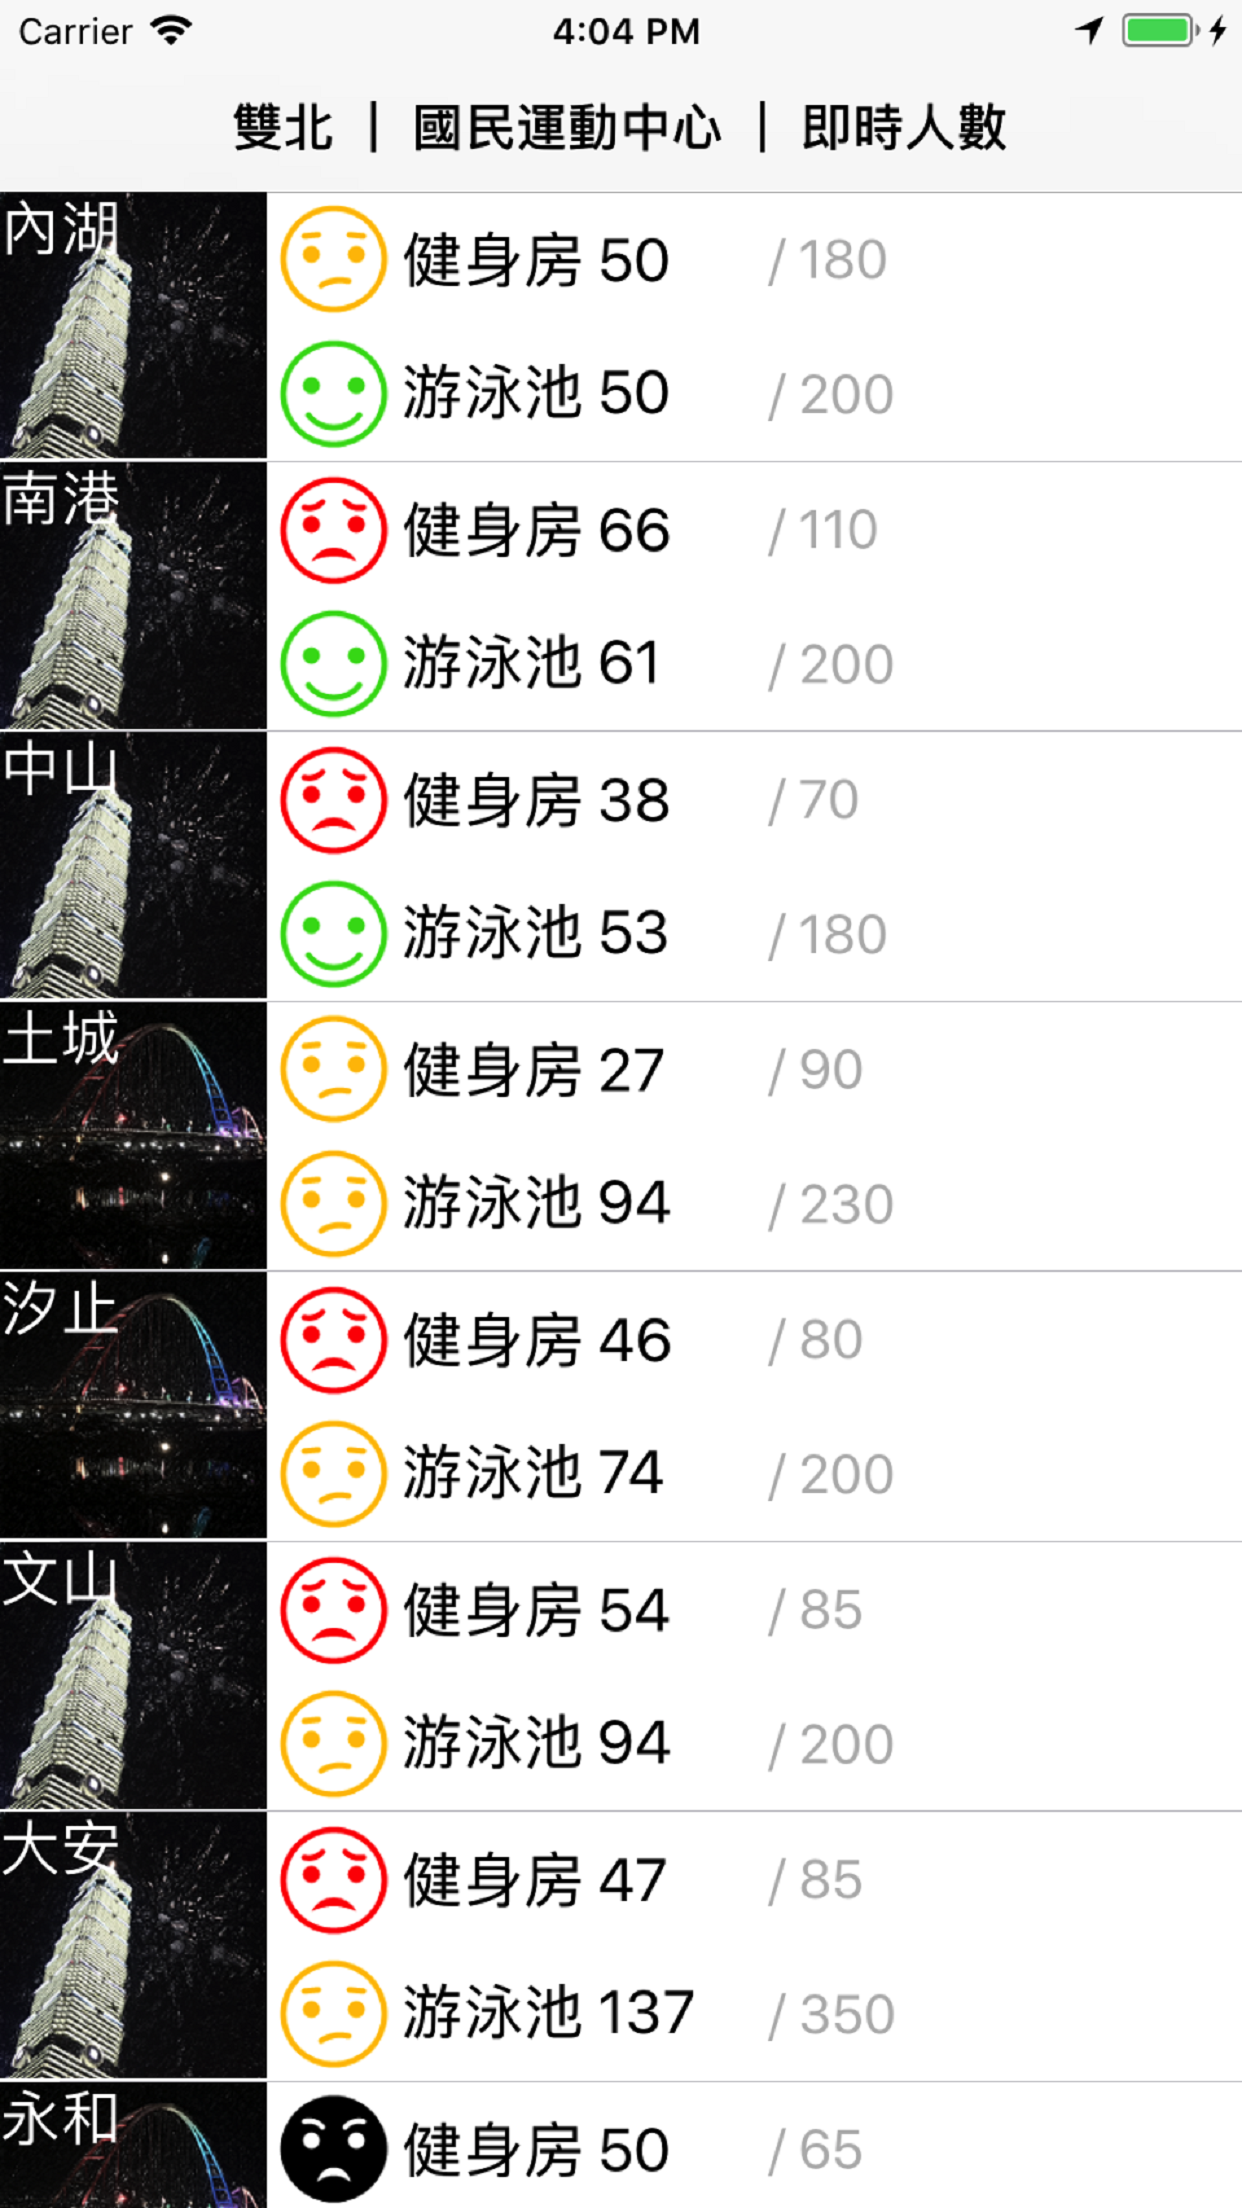 Carrier 4:04 PM
雙北 | 國民運動中心 | 即時人數
內湖
健身房 50 / 180
游泳池 50 / 200
南港
健身房 66 / 110
游泳池 61 / 200
中山
健身房 38 / 70
游泳池 53 / 180
土城
健身房 27 / 90
游泳池 94 / 230
汐止
健身房 46 / 80
游泳池 74 / 200
文山
健身房 54 / 85
游泳池 94 / 200
大安
健身房 47 / 85
游泳池 137 / 350
永和
健身房 50 / 65